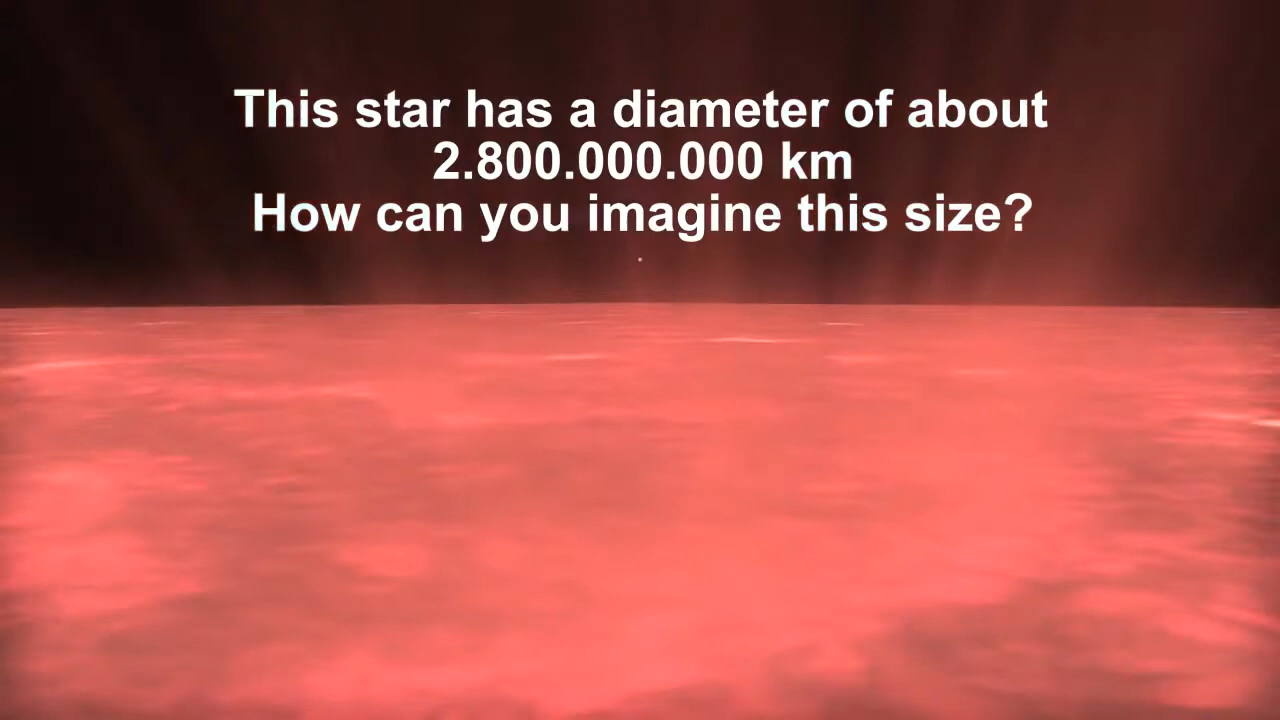 This star has a diameter of about
2.800.000.000 km
How can you imagine this size?